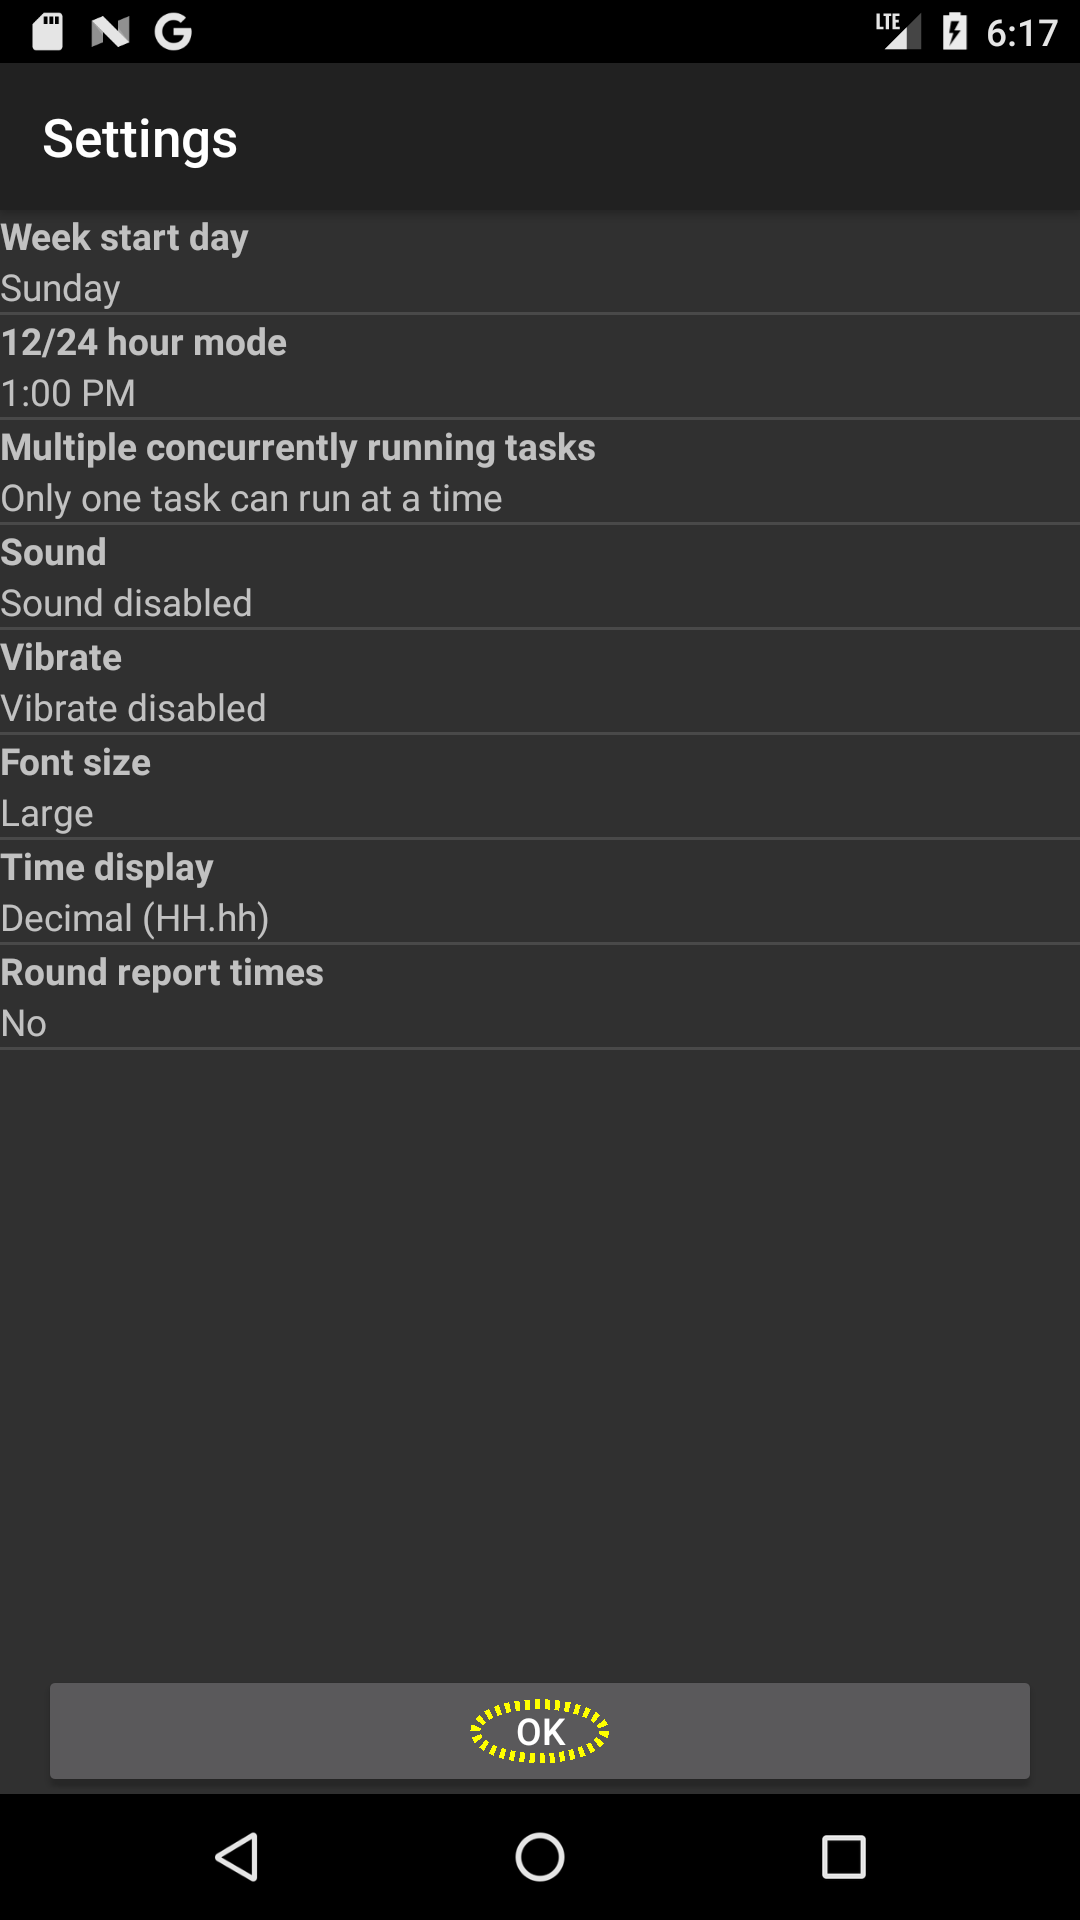 LTE 6:17
Settings
Week start day
Sunday
12/24 hour mode
1:00 PM
Multiple concurrently running tasks
Only one task can run at a time
Sound
Sound disabled
Vibrate
Vibrate disabled
Font size
Large
Time display
Decimal (HH.hh)
Round report times
No
OK